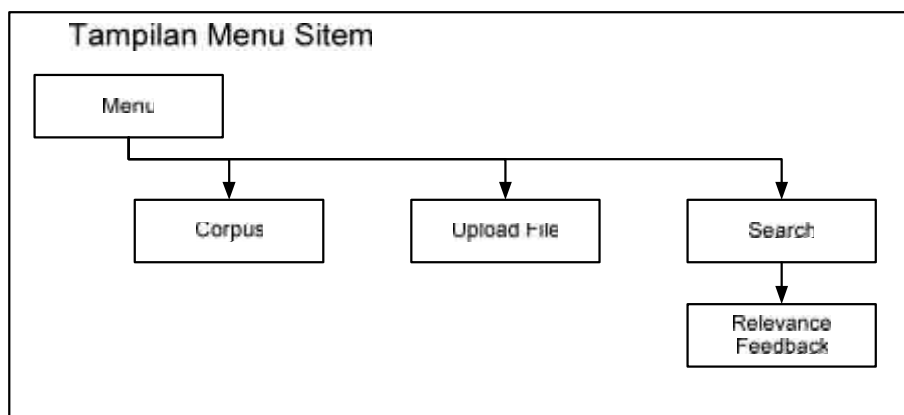 Tampilan Menu Sitem
Menu
Corpus
Upload File
Search
Relevance
Feedback